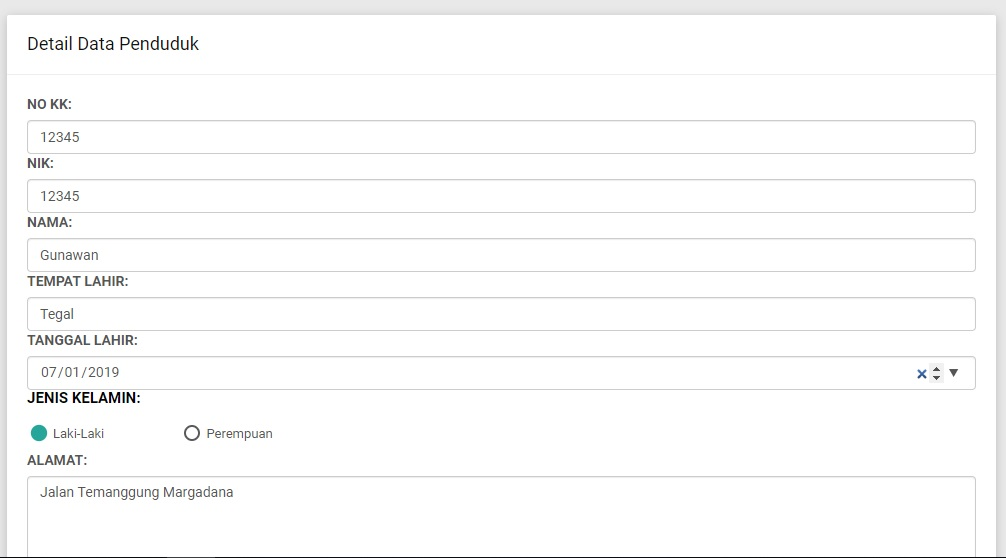 Detail Data Penduduk
NO KK:
12345
NIK:
12345
NAMA:
Gunawan
TEMPAT LAHIR:
Tegal
TANGGAL LAHIR:
07/01/2019
JENIS KELAMIN:
Laki-Laki Perempuan
ALAMAT:
Jalan Temanggung Margadana